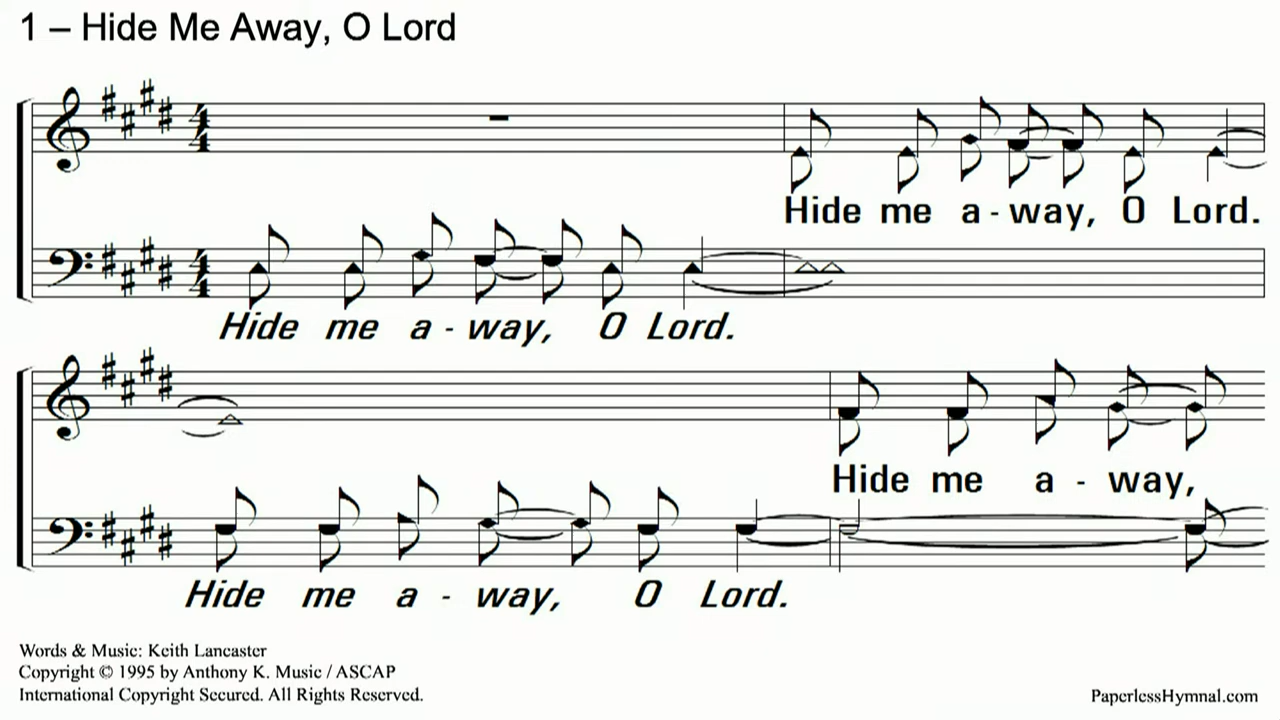 1 – Hide Me Away, O Lord
Hide me a - way, O Lord.
Hide me a - way, O Lord.
Hide me a - way,
Hide me a - way, O Lord.
Words & Music: Keith Lancaster
Copyright © 1995 by Anthony K. Music / ASCAP
International Copyright Secured. All Rights Reserved.
PaperlessHymnal.com